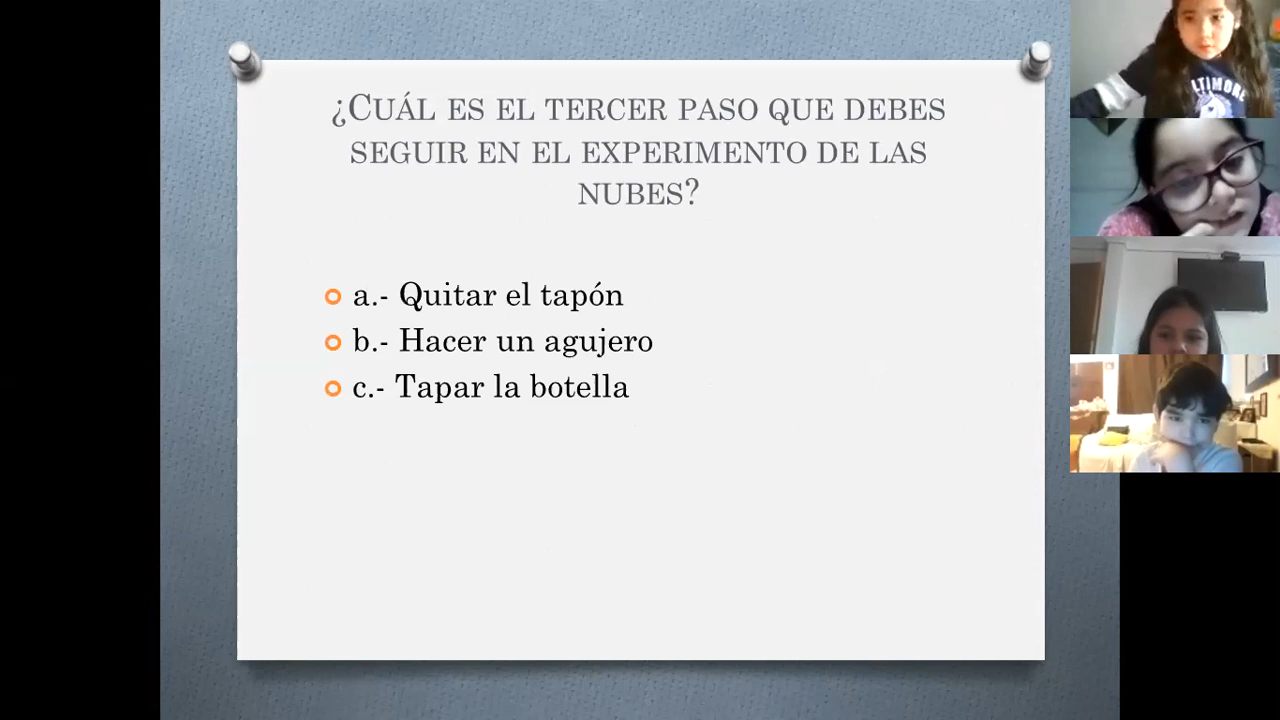 ¿Cuál es el tercer paso que debes
seguir en el experimento de las
nubes?
a.- Quitar el tapón
b.- Hacer un agujero
c.- Tapar la botella
LTIMORE